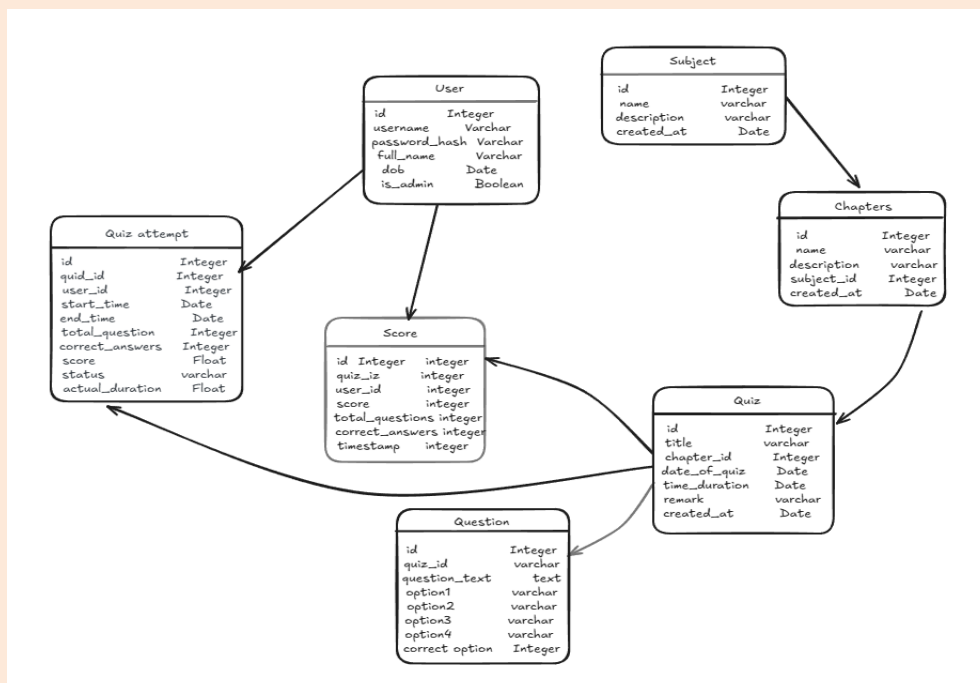 Subject
id Integer
name varchar
description varchar
created_at Date
User
id Integer
username Varchar
password_hash Varchar
full_name Varchar
dob Date
is_admin Boolean
Chapters
id Integer
name varchar
description varchar
subject_id Integer
created_at Date
Quiz attempt
id Integer
quid_id Integer
user_id Integer
start_time Date
end_time Date
total_question Integer
correct_answers Integer
score Float
status varchar
actual_duration Float
Score
id Integer integer
quiz_iz integer
user_id integer
score integer
total_questions integer
correct_answers integer
timestamp integer
Quiz
id Integer
title varchar
chapter_id Integer
date_of_quiz Date
time_duration Date
remark varchar
created_at Date
Question
id Integer
quiz_id varchar
question_text text
option1 varchar
option2 varchar
option3 varchar
option4 varchar
correct option Integer